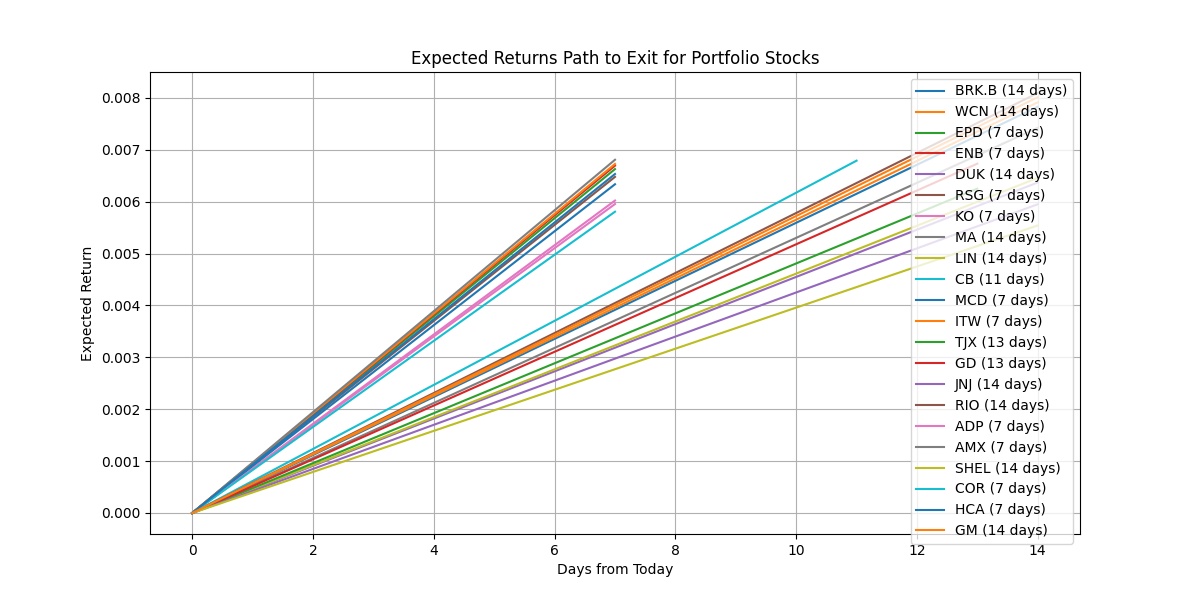 Expected Returns Path to Exit for Portfolio Stocks
Expected Return
0.008
0.007
0.006
0.005
0.004
0.003
0.002
0.001
0.000
0 2 4 6 8 10 12 14
Days from Today
BRK.B (14 days)
WCN (14 days)
EPD (7 days)
ENB (7 days)
DUK (14 days)
RSG (7 days)
KO (7 days)
MA (14 days)
LIN (14 days)
CB (11 days)
MCD (7 days)
ITW (7 days)
TJX (13 days)
GD (13 days)
JNJ (14 days)
RIO (14 days)
ADP (7 days)
AMX (7 days)
SHEL (14 days)
COR (7 days)
HCA (7 days)
GM (14 days)